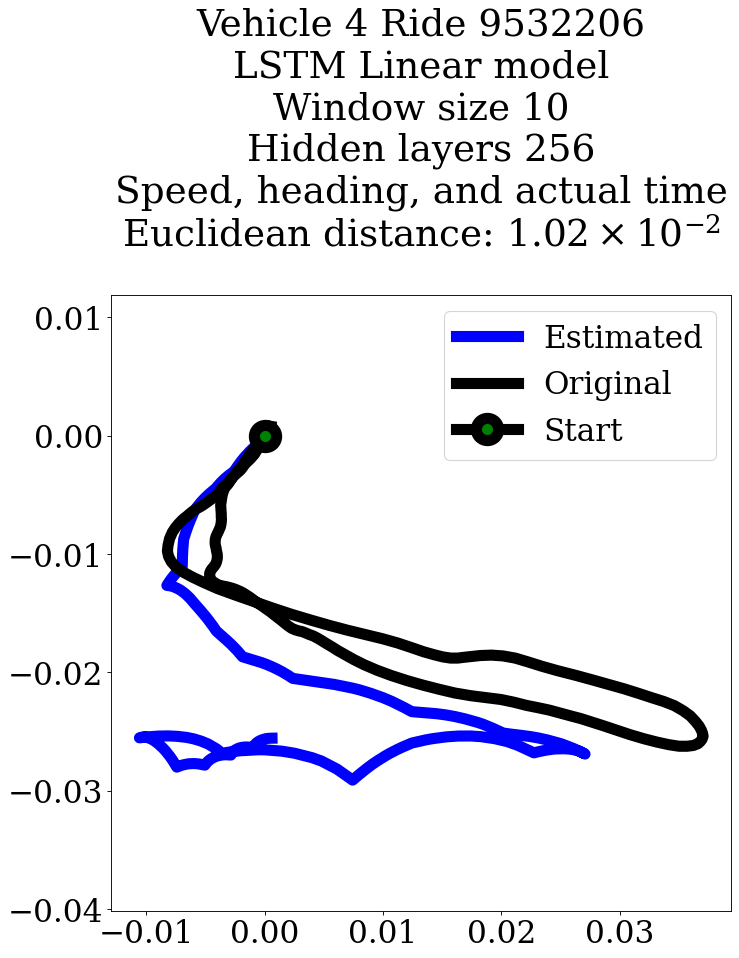 Vehicle 4 Ride 9532206
LSTM Linear model
Window size 10
Hidden layers 256
Speed, heading, and actual time
Euclidean distance: 1.02 × 10⁻²
Estimated
Original
Start
0.01
0.00
−0.01
−0.02
−0.03
−0.04
−0.01 0.00 0.01 0.02 0.03